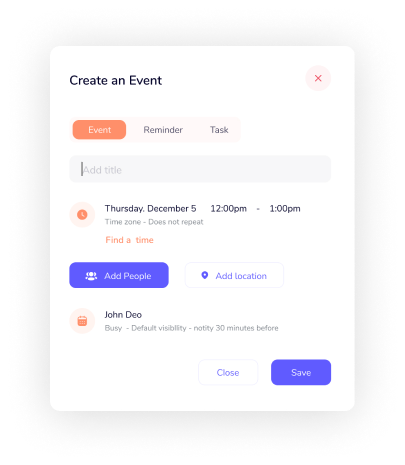 Create an Event
Event Reminder Task
Add title
Thursday. December 5 12:00pm - 1:00pm
Time zone - Does not repeat
Find a time
Add People Add location
John Deo
Busy - Default visibility - notity 30 minutes before
Close Save